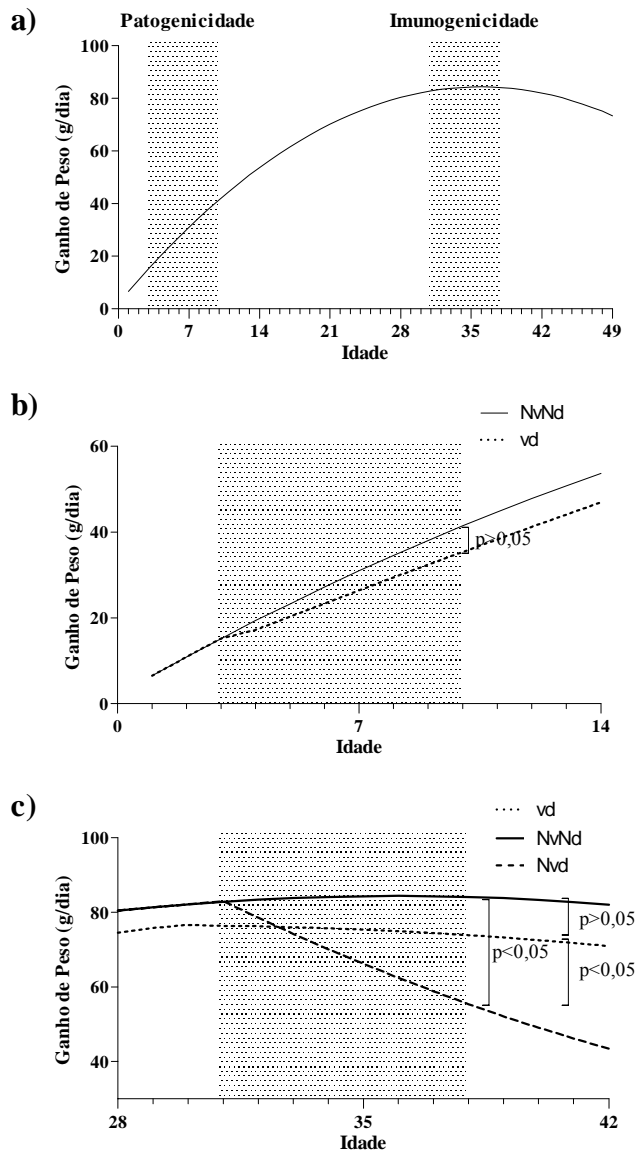 a)
Patogenicidade Imunogenicidade
Ganho de Peso (g/dia)
100
80
60
40
20
0
0 7 14 21 28 35 42 49
Idade
b)
NvNd
vd
Ganho de Peso (g/dia)
60
40
20
0
p>0,05
0 7 14
Idade
c)
vd
NvNd
Nvd
Ganho de Peso (g/dia)
100
80
60
40
p>0,05
p<0,05
p<0,05
28 35 42
Idade